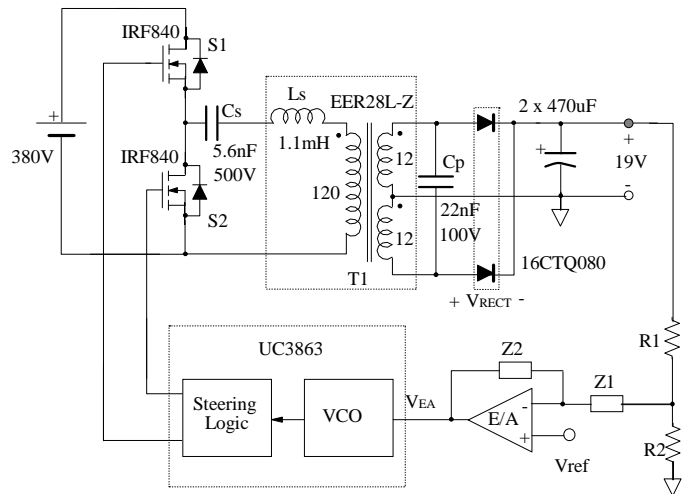 IRF840
S1
EER28L-Z
Cs
Ls
2 x 470uF
+
380V
5.6nF
500V
1.1mH
12
Cp
+
+
19V
-
IRF840
120
S2
12
22nF
100V
T1
16CTQ080
+ VRECT -
UC3863
Z2
R1
Steering
Logic
VCO
VEA
E/A
-
+
Z1
Vref
R2